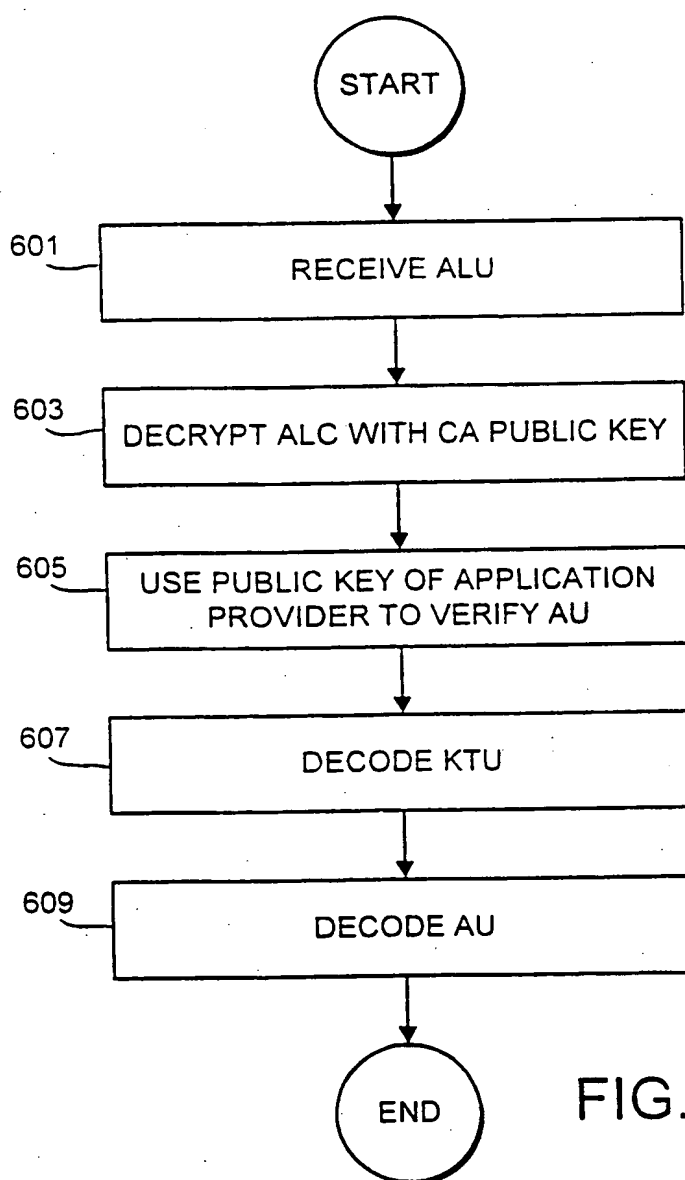 START
601
RECEIVE ALU
603
DECRYPT ALC WITH CA PUBLIC KEY
605
USE PUBLIC KEY OF APPLICATION
PROVIDER TO VERIFY AU
607
DECODE KTU
609
DECODE AU
END
FIG.